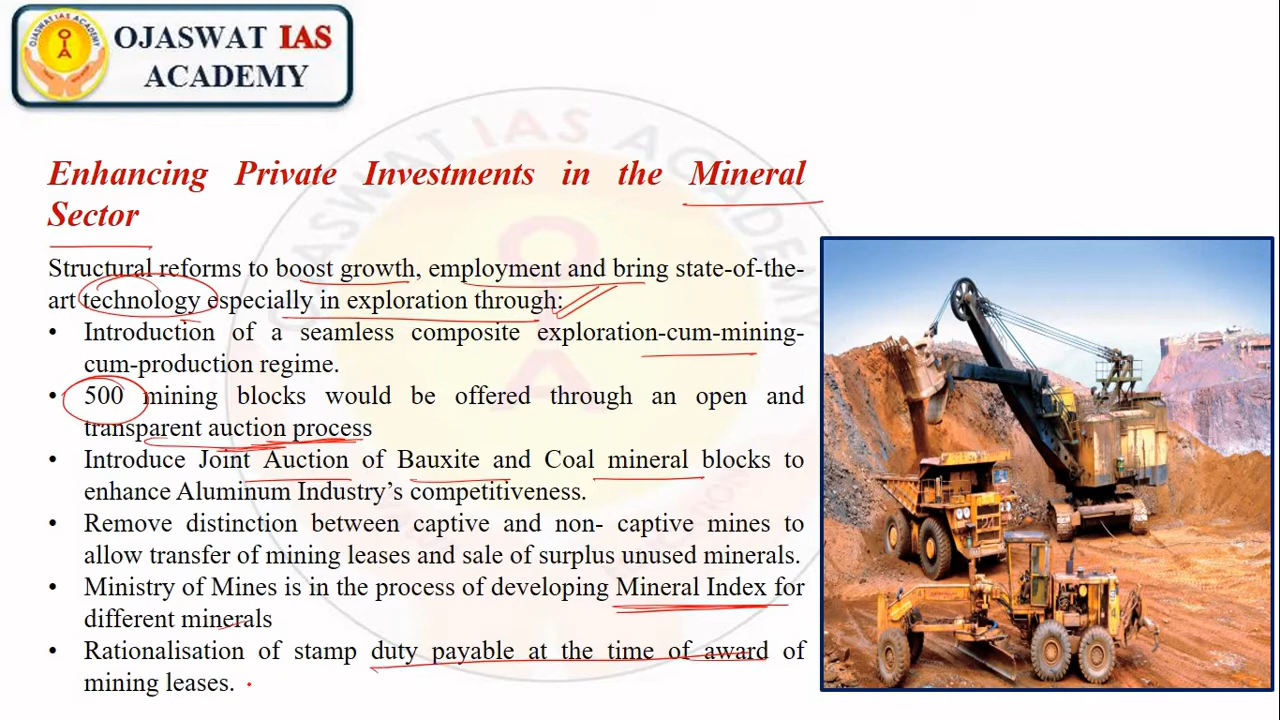 OJASWAT IAS
ACADEMY
OJASWAT IAS ACADEMY
Enhancing Private Investments in the Mineral
Sector
Structural reforms to boost growth, employment and bring state-of-the-
art technology especially in exploration through:
• Introduction of a seamless composite exploration-cum-mining-
cum-production regime.
• 500 mining blocks would be offered through an open and
transparent auction process
• Introduce Joint Auction of Bauxite and Coal mineral blocks to
enhance Aluminum Industry's competitiveness.
• Remove distinction between captive and non- captive mines to
allow transfer of mining leases and sale of surplus unused minerals.
• Ministry of Mines is in the process of developing Mineral Index for
different minerals
• Rationalisation of stamp duty payable at the time of award of
mining leases.